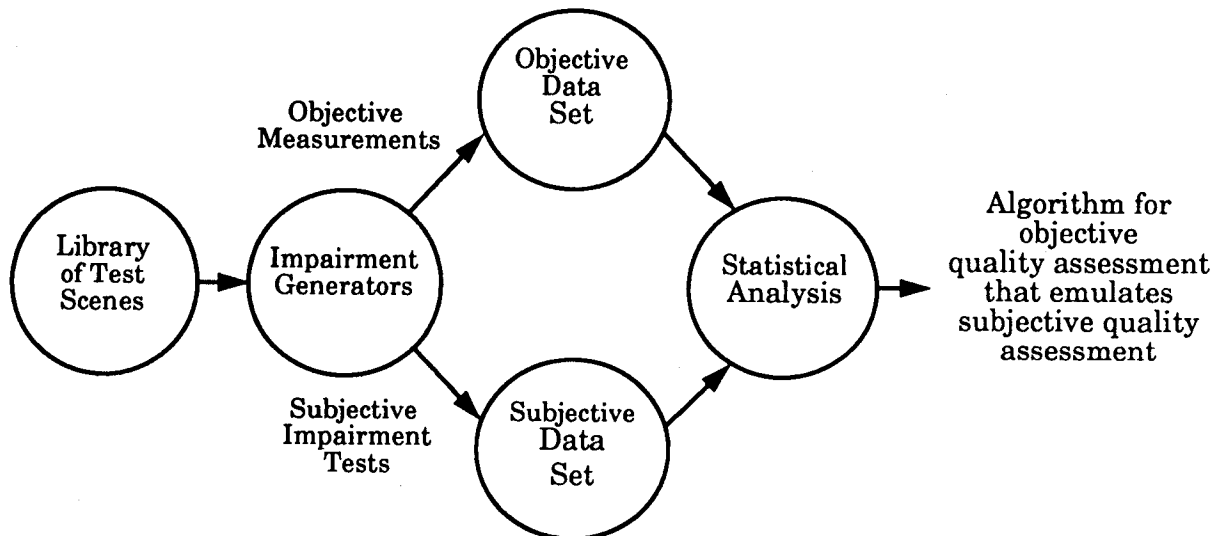 Objective
Data
Set
Objective
Measurements
Library
of Test
Scenes
Impairment
Generators
Statistical
Analysis
Algorithm for
objective
quality assessment
that emulates
subjective quality
assessment
Subjective
Impairment
Tests
Subjective
Data
Set